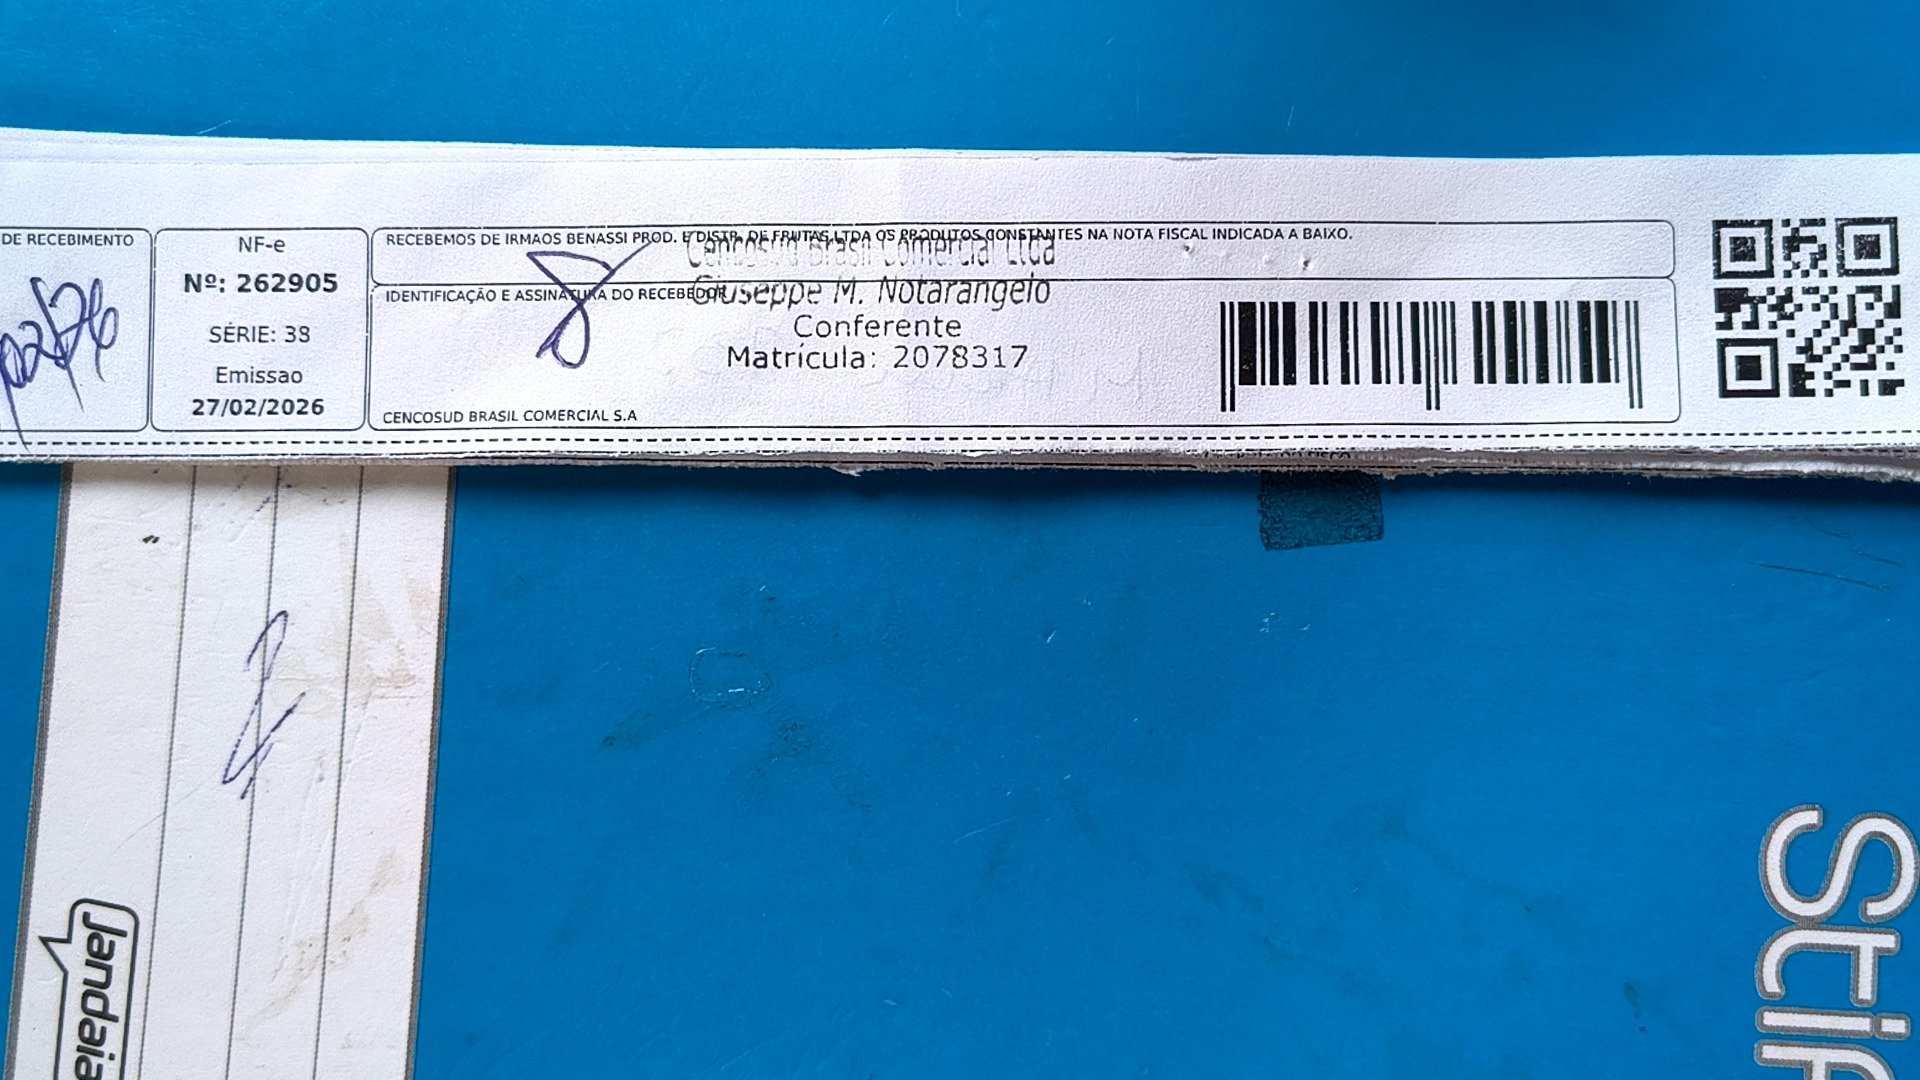 DE RECEBIMENTO
NF-e
Nº: 262905
SÉRIE: 38
Emissao
27/02/2026
RECEBEMOS DE IRMAOS BENASSI PROD. E DISTR. DE FRUTAS LTDA OS PRODUTOS CONSTANTES NA NOTA FISCAL INDICADA A BAIXO.
IDENTIFICAÇÃO E ASSINATURA DO RECEBEDOR
Cencosud Brasil Comercial Ltda
Giuseppe M. Notarangelo
Conferente
Matrícula: 2078317
CENCOSUD BRASIL COMERCIAL S.A
Jandaia